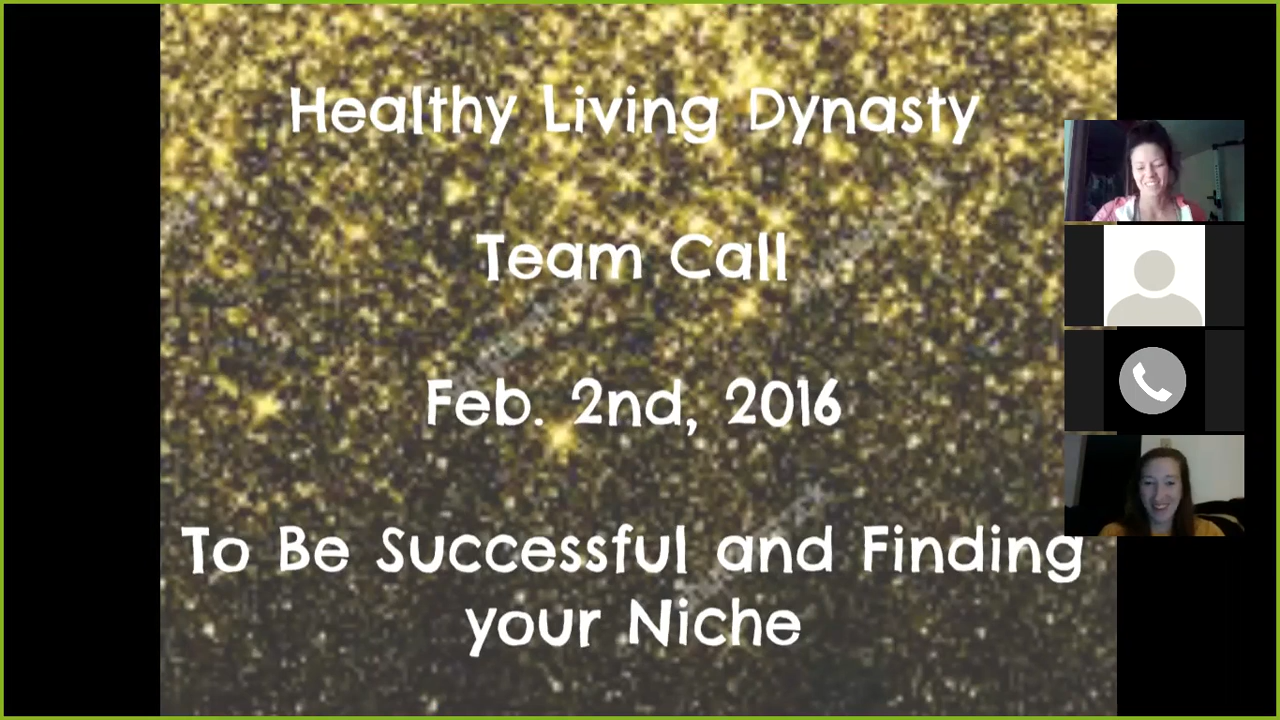 Healthy Living Dynasty
Team Call
Feb. 2nd, 2016
To Be Successful and Finding
your Niche